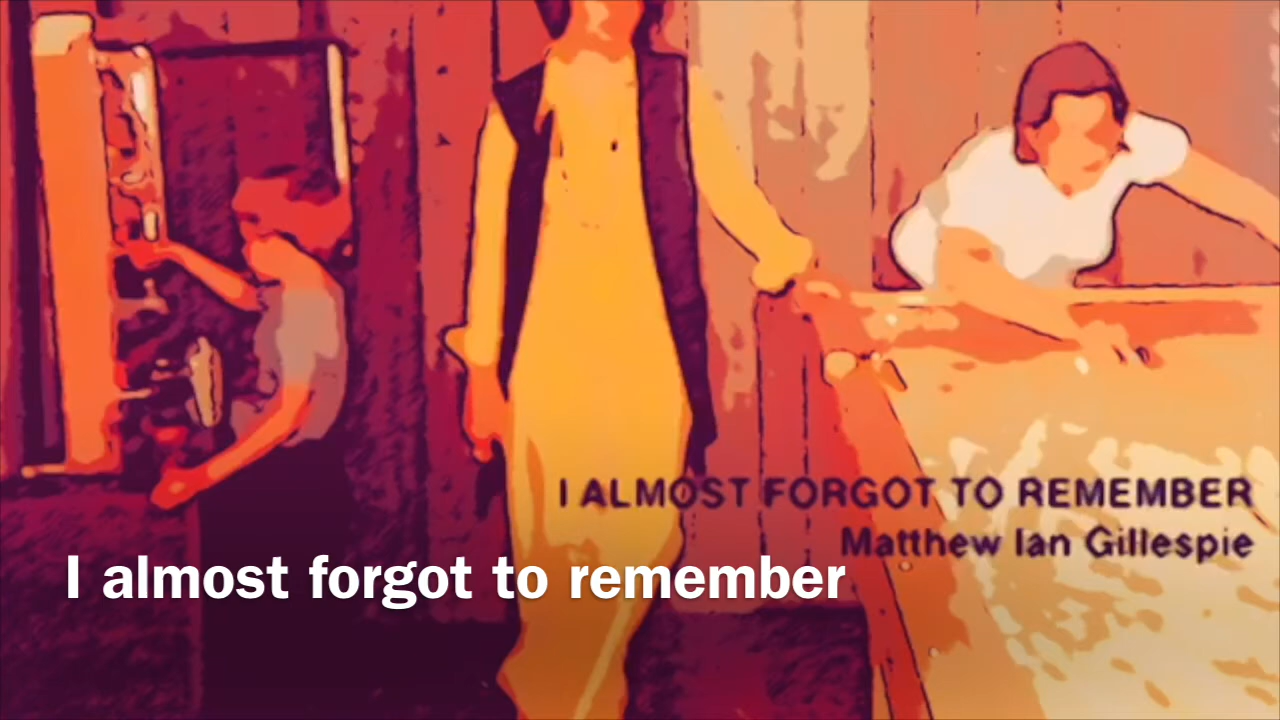 I ALMOST FORGOT TO REMEMBER
Matthew Ian Gillespie
I almost forgot to remember